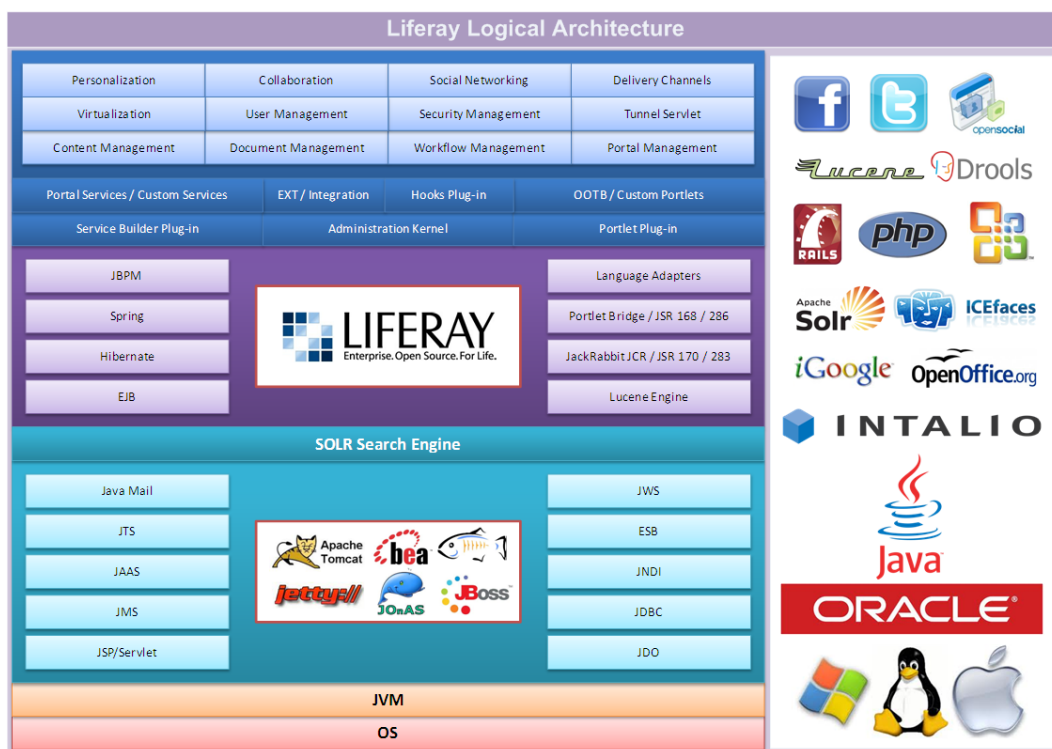 Liferay Logical Architecture
Personalization
Collaboration
Social Networking
Delivery Channels
Virtualization
User Management
Security Management
Tunnel Servlet
Content Management
Document Management
Workflow Management
Portal Management
Portal Services / Custom Services
EXT / Integration
Hooks Plug-in
OOTB / Custom Portlets
Service Builder Plug-in
Administration Kernel
Portlet Plug-in
JBPM
Spring
Hibernate
EJB
LIFERAY
Enterprise. Open Source. For Life.
Language Adapters
Portlet Bridge / JSR 168 / 286
JackRabbit JCR / JSR 170 / 283
Lucene Engine
SOLR Search Engine
Java Mail
JTS
JAAS
JMS
JSP/Servlet
Apache
Tomcat
bea
jetty://
JOnAS
JBoss
JWS
ESB
JNDI
JDBC
JDO
JVM
OS
f
t
opensocial
Lucene
Drools
RAILS
php
Apache
Solr
ICEfaces
iGoogle
OpenOffice.org
INTALIO
Java
ORACLE